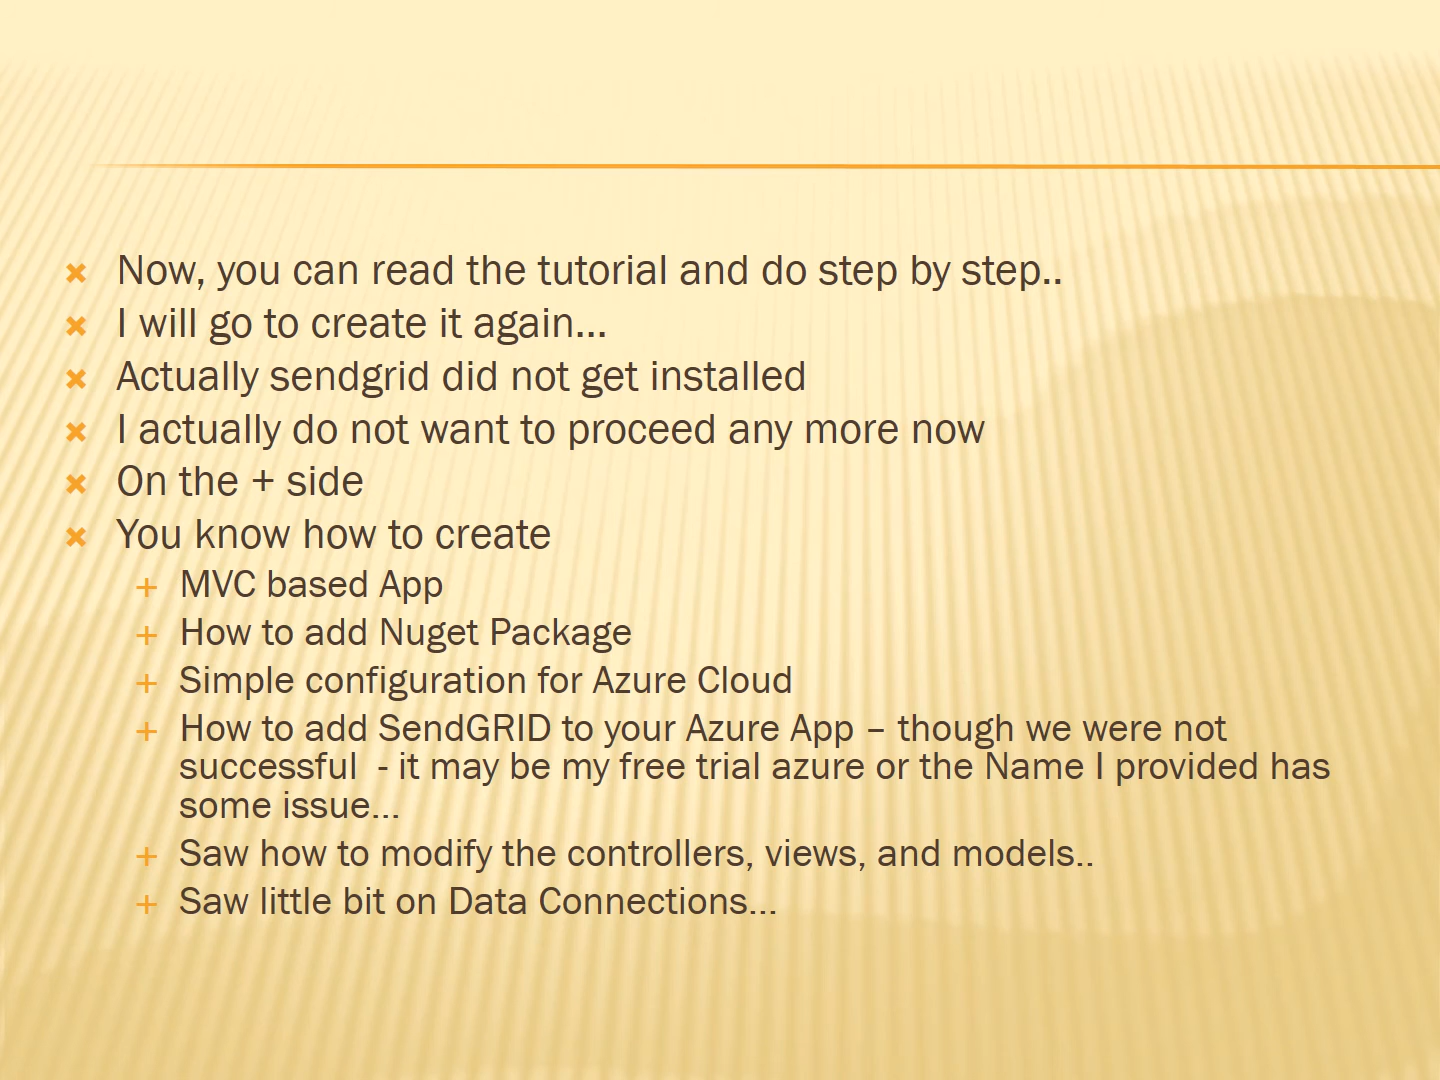 Now, you can read the tutorial and do step by step..
I will go to create it again…
Actually sendgrid did not get installed
I actually do not want to proceed any more now
On the + side
You know how to create
MVC based App
How to add Nuget Package
Simple configuration for Azure Cloud
How to add SendGRID to your Azure App – though we were not
successful  - it may be my free trial azure or the Name I provided has
some issue…
Saw how to modify the controllers, views, and models..
Saw little bit on Data Connections…